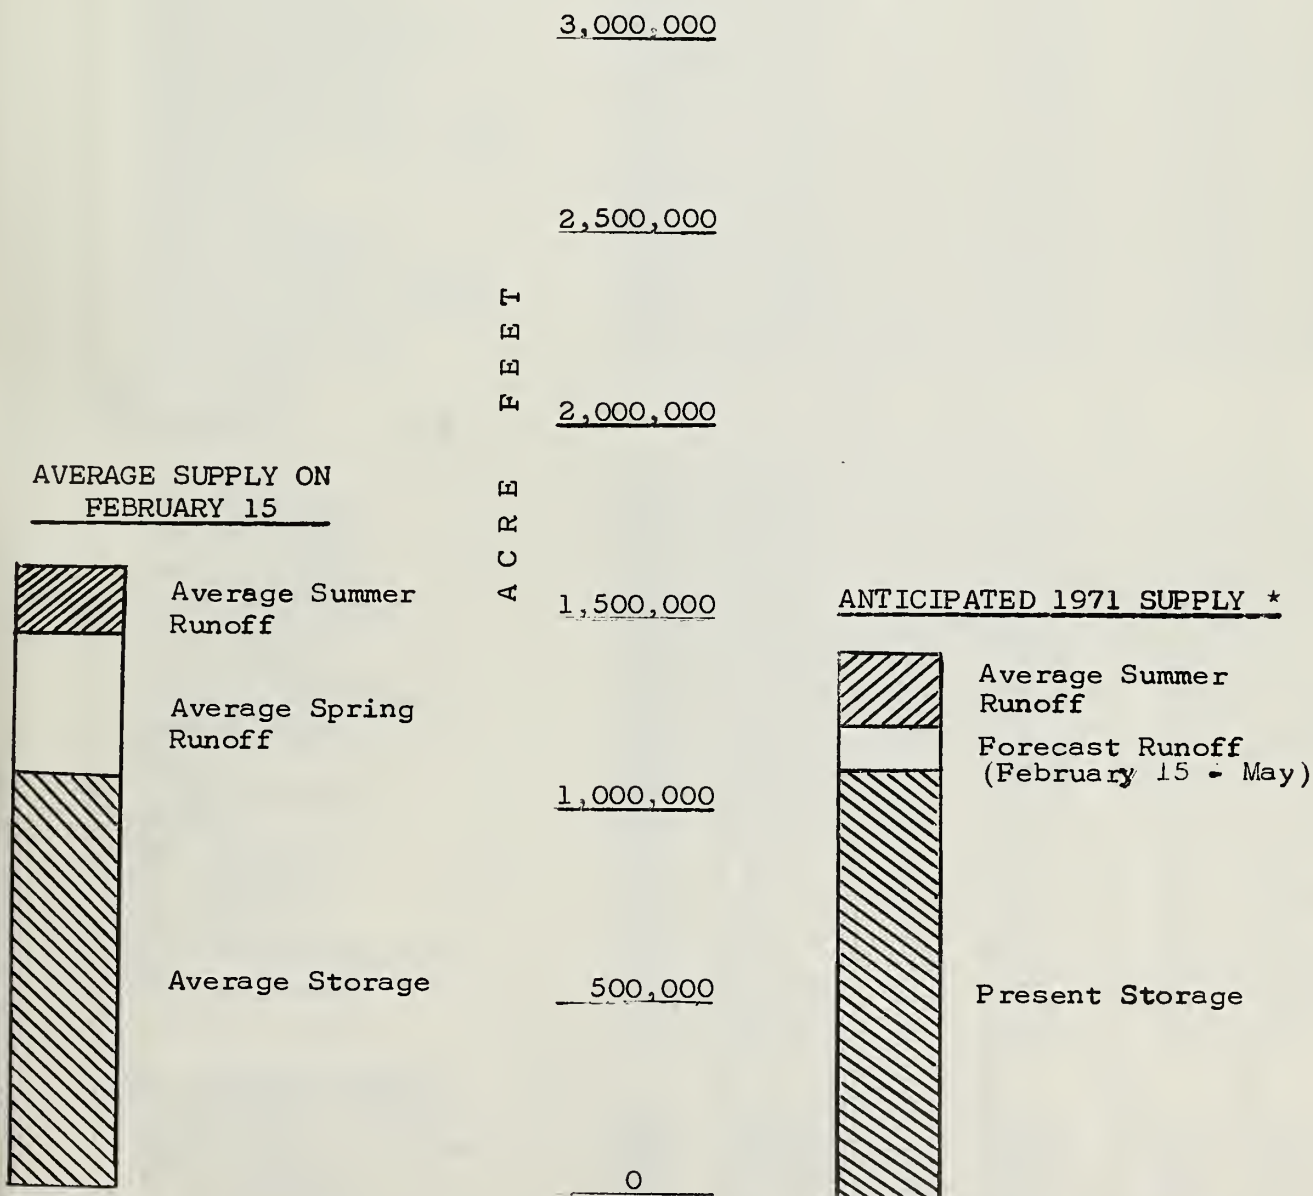 3,000,000
2,500,000
ACRE FEET
2,000,000
AVERAGE SUPPLY ON
FEBRUARY 15
Average Summer
Runoff
1,500,000
ANTICIPATED 1971 SUPPLY *
Average Summer
Runoff
Average Spring
Runoff
Forecast Runoff
(February 15 - May)
1,000,000
Average Storage
500,000
Present Storage
0